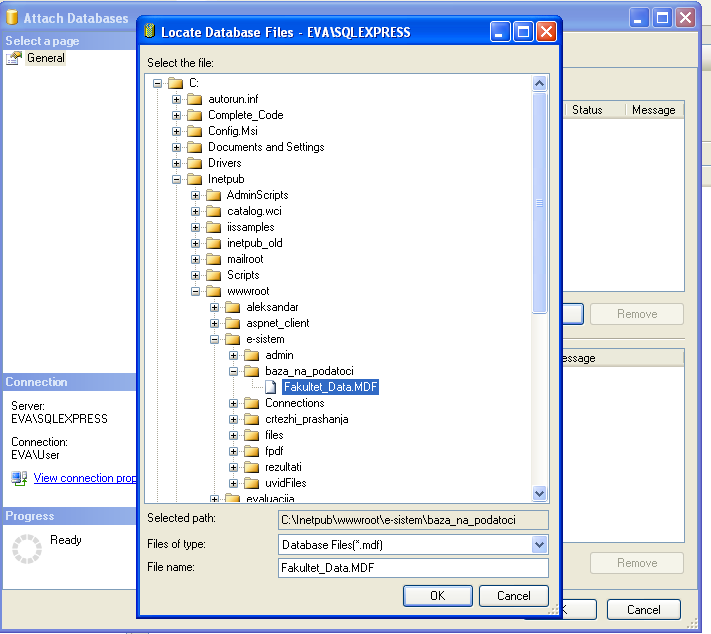 Attach Databases
Select a page
General
Locate Database Files - EVA\SQLEXPRESS
Select the file:
C:
autorun.inf
Complete_Code
Config.Msi
Documents and Settings
Drivers
Inetpub
AdminScripts
catalog.wci
iissamples
inetpub_old
mailroot
Scripts
wwwroot
aleksandar
aspnet_client
e-sistem
admin
baza_na_podatoci
Fakultet_Data.MDF
Connections
crtezhi_prashanja
files
fpdf
rezultati
uvidFiles
evaluacija
Selected path:
C:\Inetpub\wwwroot\e-sistem\baza_na_podatoci
Files of type:
Database Files(*.mdf)
File name:
Fakultet_Data.MDF
OK
Cancel
Status
Message
Remove
essage
Remove
K
Cancel
Connection
Server:
EVA\SQLEXPRESS
Connection:
EVA\User
View connection prop
Progress
Ready